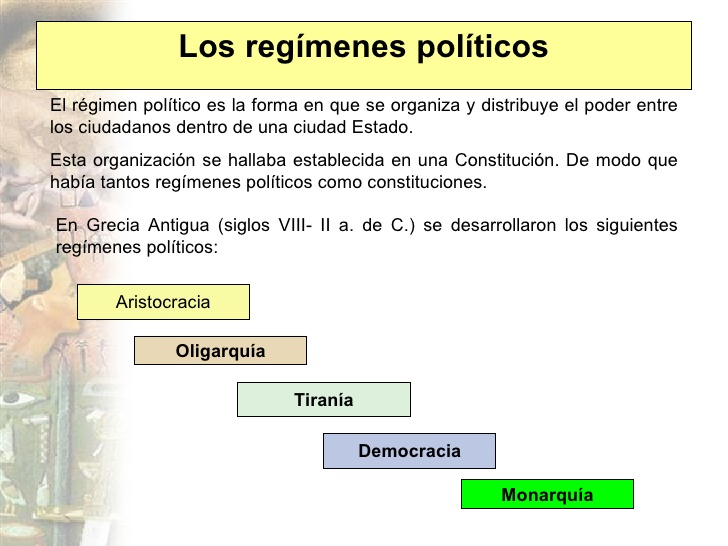 Los regímenes políticos
El régimen político es la forma en que se organiza y distribuye el poder entre
los ciudadanos dentro de una ciudad Estado.
Esta organización se hallaba establecida en una Constitución. De modo que
había tantos regímenes políticos como constituciones.
En Grecia Antigua (siglos VIII- II a. de C.) se desarrollaron los siguientes
regímenes políticos:
Aristocracia
Oligarquía
Tiranía
Democracia
Monarquía